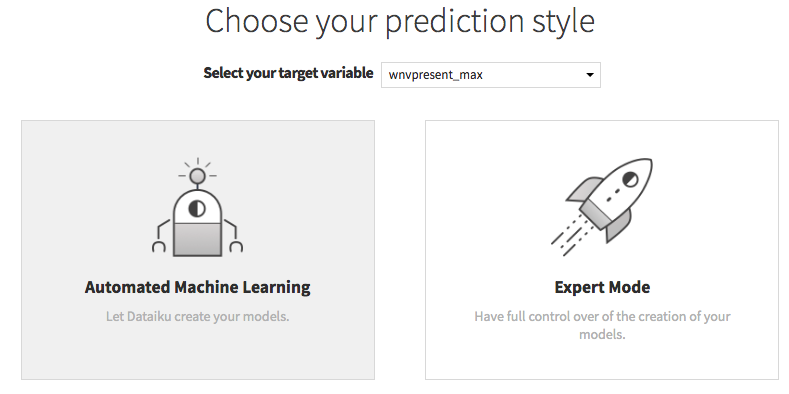 Choose your prediction style
Select your target variable wnvpresent_max
Automated Machine Learning
Let Dataiku create your models.
Expert Mode
Have full control over of the creation of your
models.